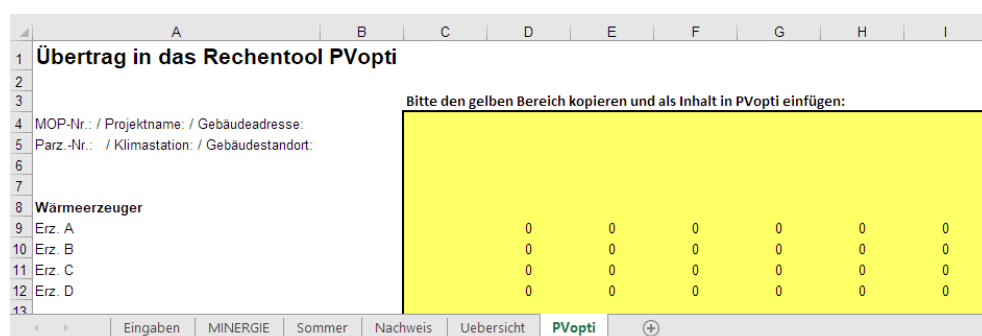 A B C D E F G H I
1 Übertrag in das Rechentool PVopti
2
3 Bitte den gelben Bereich kopieren und als Inhalt in PVopti einfügen:
4 MOP-Nr.: / Projektname: / Gebäudeadresse:
5 Parz.-Nr.: / Klimastation: / Gebäudestandort:
6
7
8 Wärmeerzeuger
9 Erz. A 0 0 0 0 0 0
10 Erz. B 0 0 0 0 0 0
11 Erz. C 0 0 0 0 0 0
12 Erz. D 0 0 0 0 0 0
13
Eingaben MINERGIE Sommer Nachweis Uebersicht PVopti